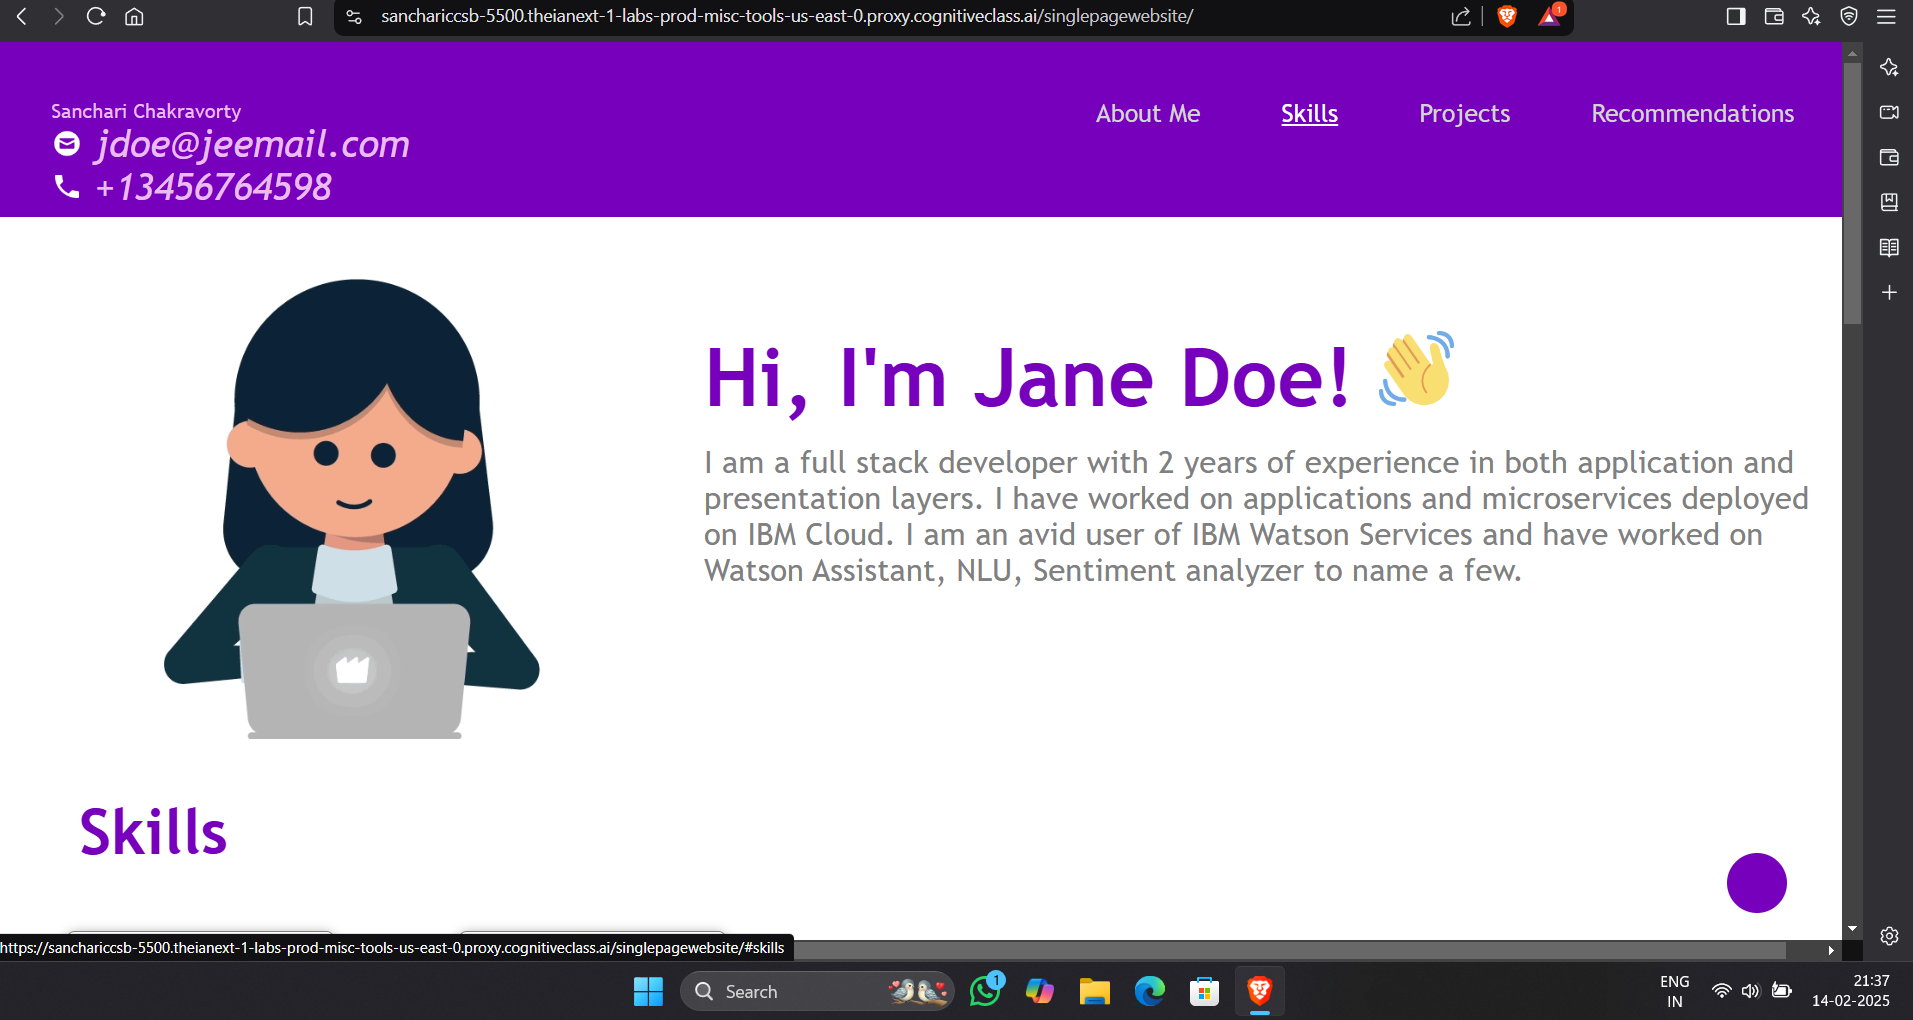 sanchariccsb-5500.theianext-1-labs-prod-misc-tools-us-east-0.proxy.cognitiveclass.ai/singlepagewebsite/
1
Sanchari Chakravorty
jdoe@jeemail.com
+13456764598
About Me
Skills
Projects
Recommendations
Hi, I'm Jane Doe!
I am a full stack developer with 2 years of experience in both application and
presentation layers. I have worked on applications and microservices deployed
on IBM Cloud. I am an avid user of IBM Watson Services and have worked on
Watson Assistant, NLU, Sentiment analyzer to name a few.
Skills
https://sanchariccsb-5500.theianext-1-labs-prod-misc-tools-us-east-0.proxy.cognitiveclass.ai/singlepagewebsite/#skills
Search
1
ENG
IN
21:37
14-02-2025